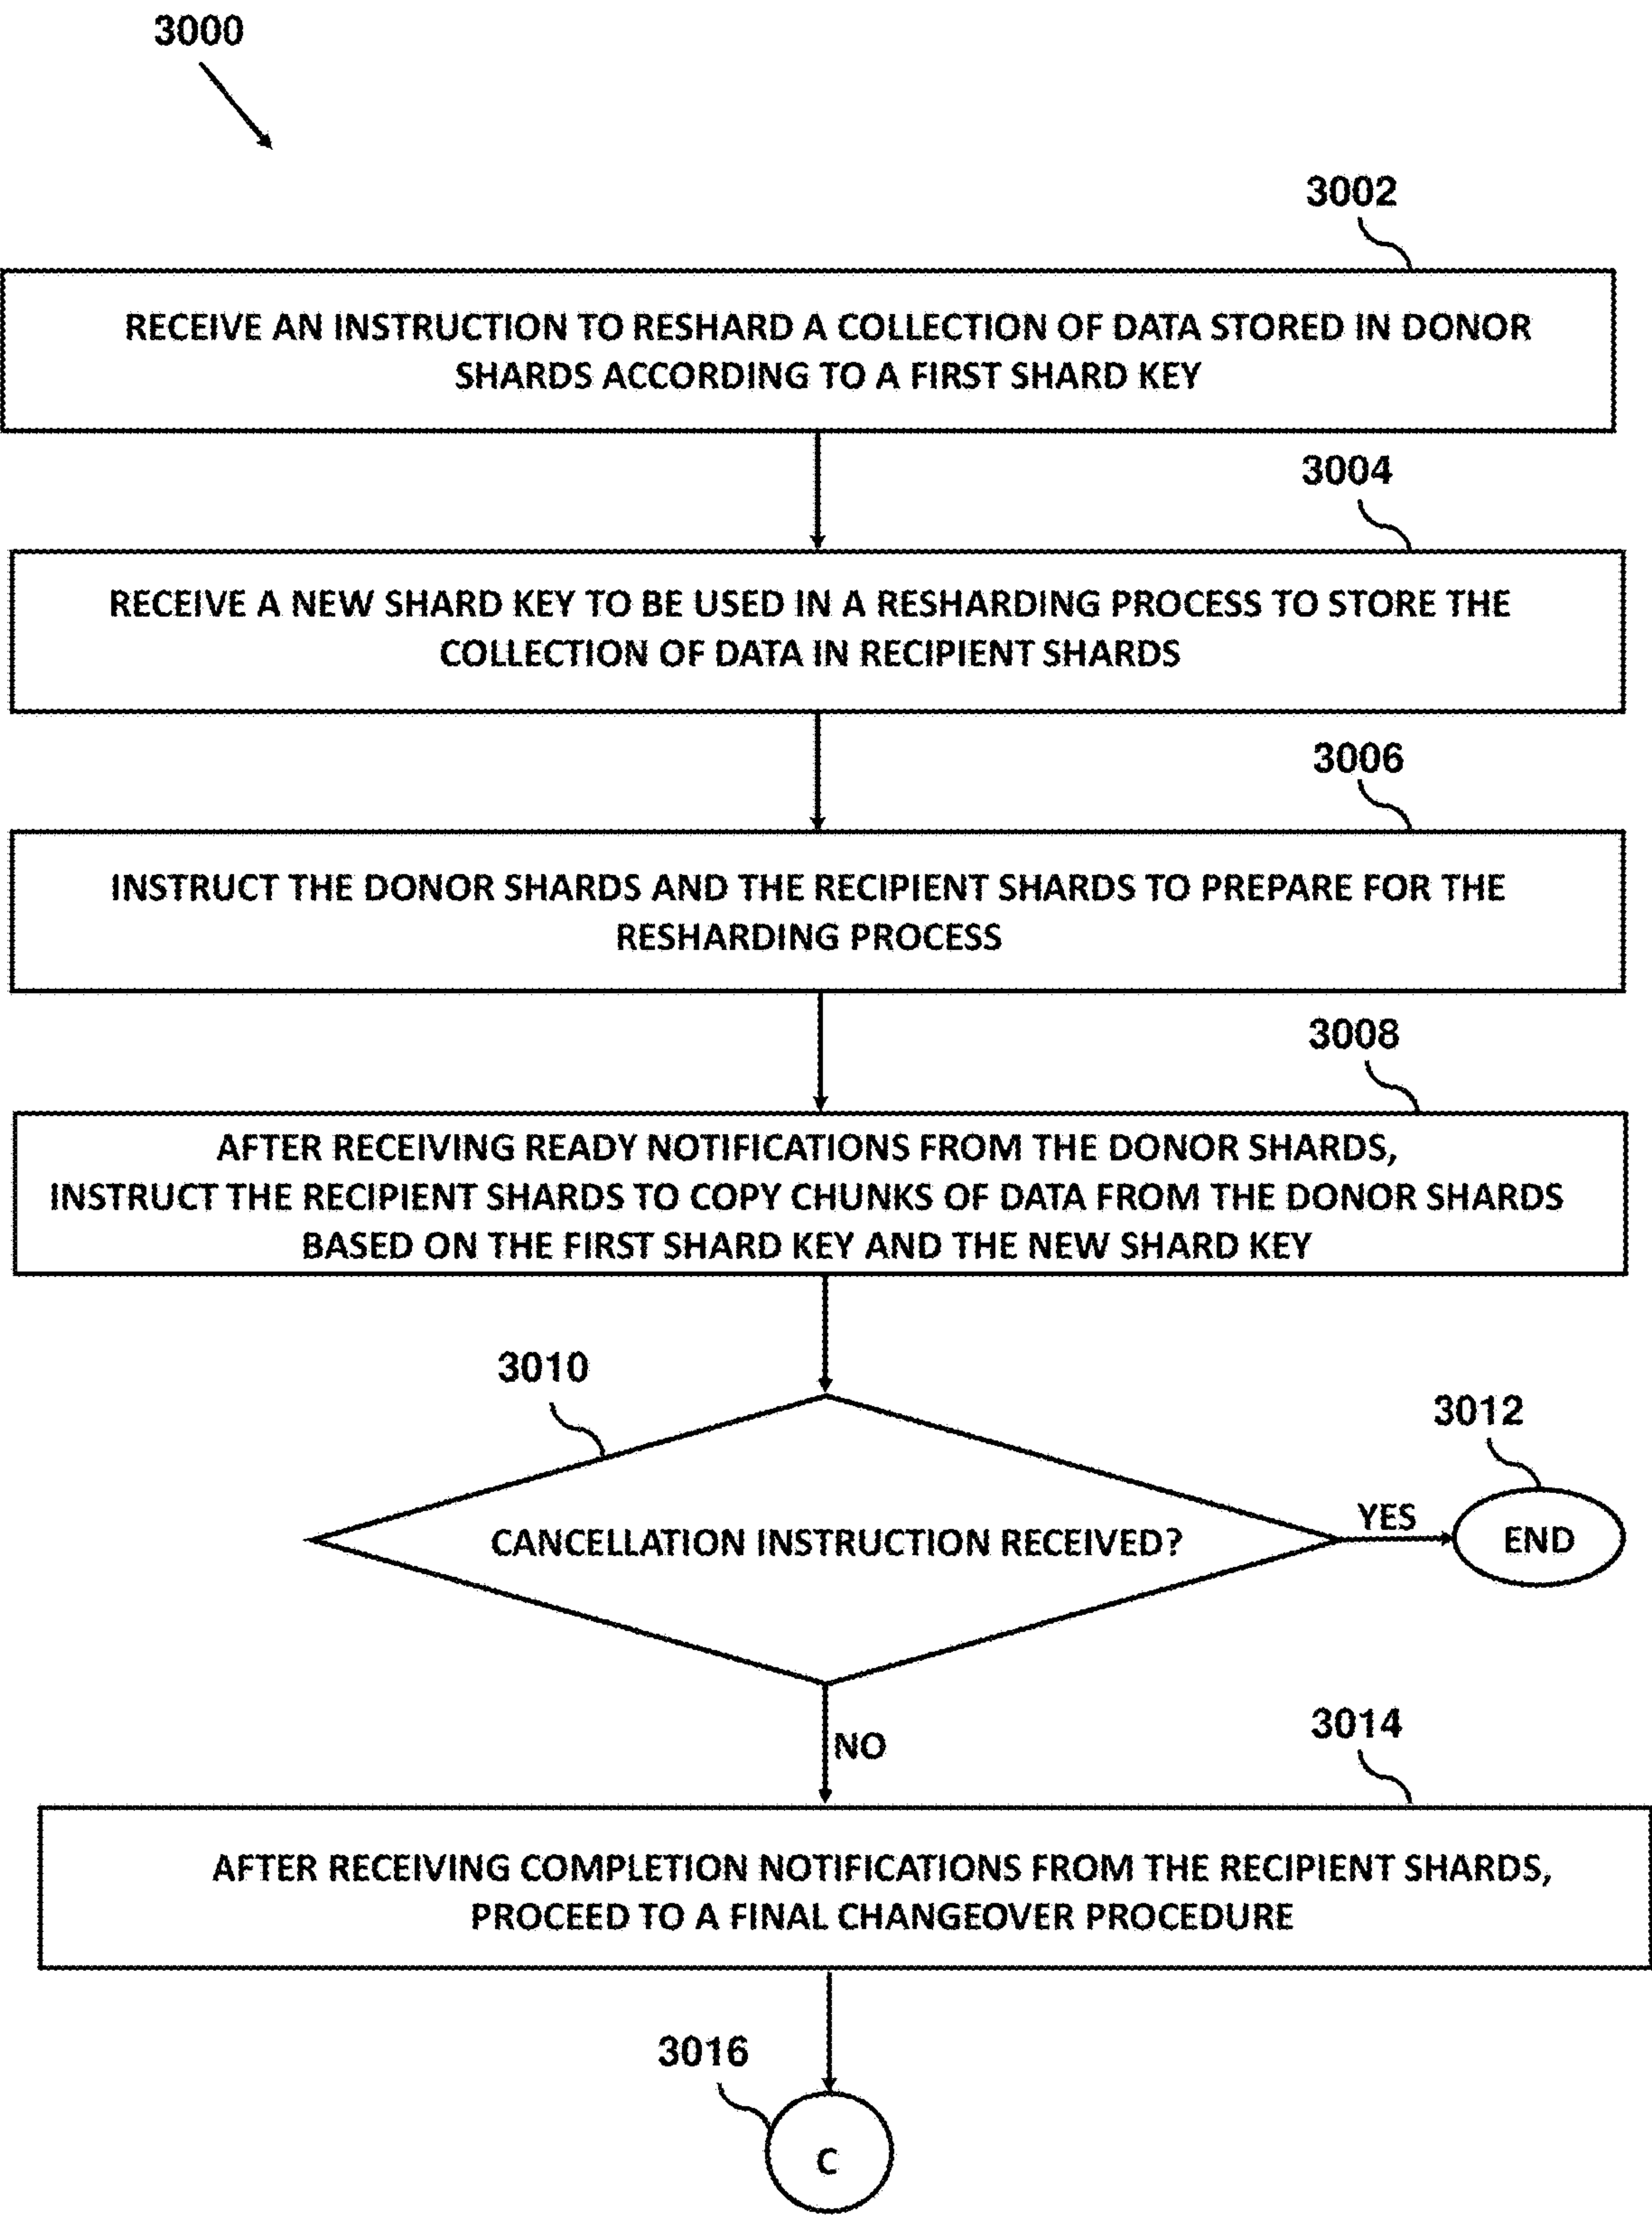 3000
3002
RECEIVE AN INSTRUCTION TO RESHARD A COLLECTION OF DATA STORED IN DONOR
SHARDS ACCORDING TO A FIRST SHARD KEY
3004
RECEIVE A NEW SHARD KEY TO BE USED IN A RESHARDING PROCESS TO STORE THE
COLLECTION OF DATA IN RECIPIENT SHARDS
3006
INSTRUCT THE DONOR SHARDS AND THE RECIPIENT SHARDS TO PREPARE FOR THE
RESHARDING PROCESS
3008
AFTER RECEIVING READY NOTIFICATIONS FROM THE DONOR SHARDS,
INSTRUCT THE RECIPIENT SHARDS TO COPY CHUNKS OF DATA FROM THE DONOR SHARDS
BASED ON THE FIRST SHARD KEY AND THE NEW SHARD KEY
3010
3012
CANCELLATION INSTRUCTION RECEIVED?
YES
END
NO
3014
AFTER RECEIVING COMPLETION NOTIFICATIONS FROM THE RECIPIENT SHARDS,
PROCEED TO A FINAL CHANGEOVER PROCEDURE
3016
C